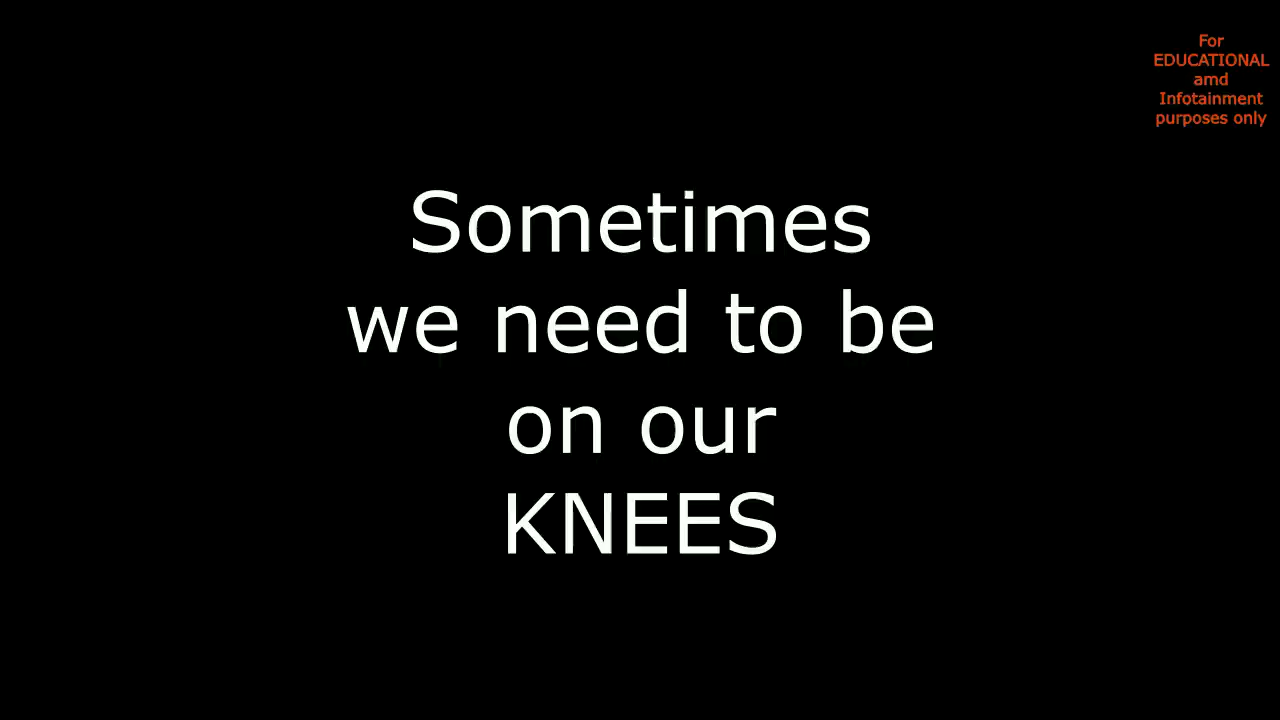 For
EDUCATIONAL
amd
Infotainment
purposes only
Sometimes
we need to be
on our
KNEES